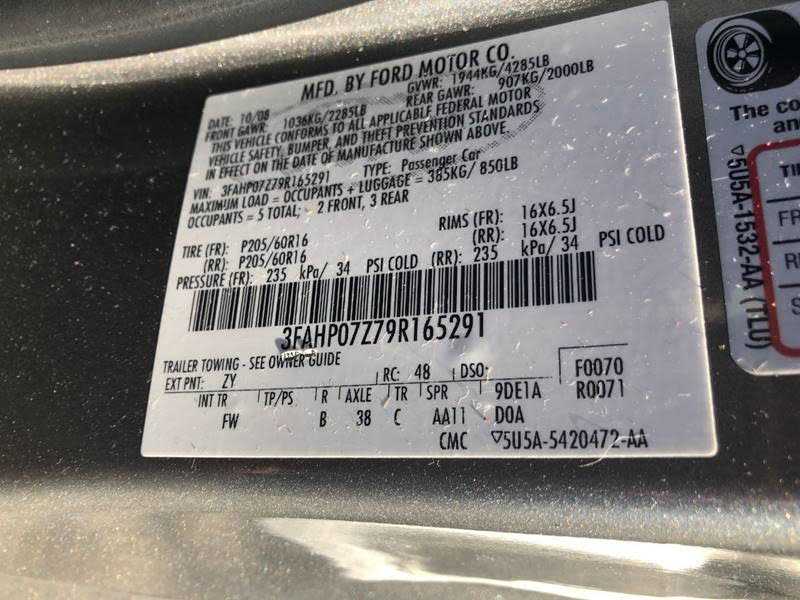 MFD. BY FORD MOTOR CO.
DATE: 10/08 GVWR: 1944KG/4285LB
FRONT GAWR: 1036KG/2285LB REAR GAWR: 907KG/2000LB
THIS VEHICLE CONFORMS TO ALL APPLICABLE FEDERAL MOTOR
VEHICLE SAFETY, BUMPER, AND THEFT PREVENTION STANDARDS
IN EFFECT ON THE DATE OF MANUFACTURE SHOWN ABOVE.
VIN: 3FAHP07Z79R165291 TYPE: Passenger Car
MAXIMUM LOAD = OCCUPANTS + LUGGAGE = 385KG/ 850LB
OCCUPANTS = 5 TOTAL; - 2 FRONT, 3 REAR
TIRE (FR): P205/60R16 RIMS (FR): 16X6.5J
(RR): P205/60R16 (RR): 16X6.5J
PRESSURE (FR): 235 kPa/ 34 PSI COLD (RR): 235 kPa/ 34 PSI COLD
3FAHP07Z79R165291
TRAILER TOWING - SEE OWNER GUIDE
EXT PNT: ZY RC: 48 DSO: F0070
INT TR TP/PS R AXLE TR SPR 9DE1A R0071
FW B 38 C AA11 D0A
CMC ▽5U5A-5420472-AA
The co
an
▽5U5A-1532-AA (TLU)
TI
FR
RE
S